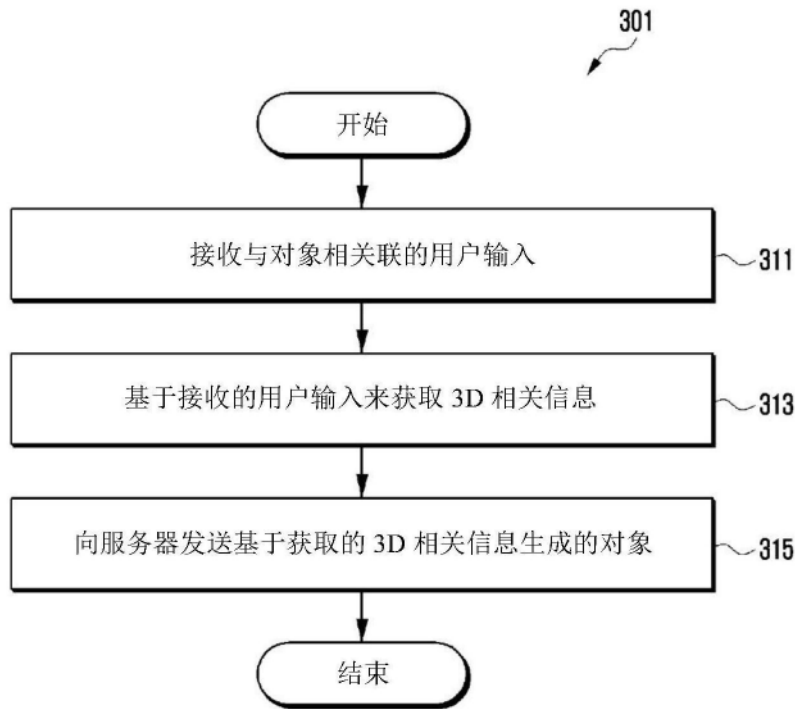 301
开始
接收与对象相关联的用户输入
311
基于接收的用户输入来获取 3D 相关信息
313
向服务器发送基于获取的 3D 相关信息生成的对象
315
结束